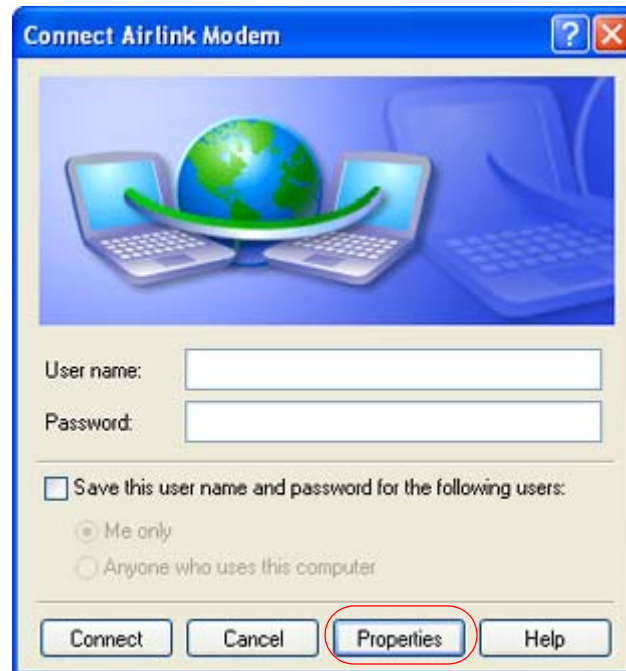 Connect Airlink Modem
User name:
Password:
Save this user name and password for the following users:
Me only
Anyone who uses this computer
Connect Cancel Properties Help